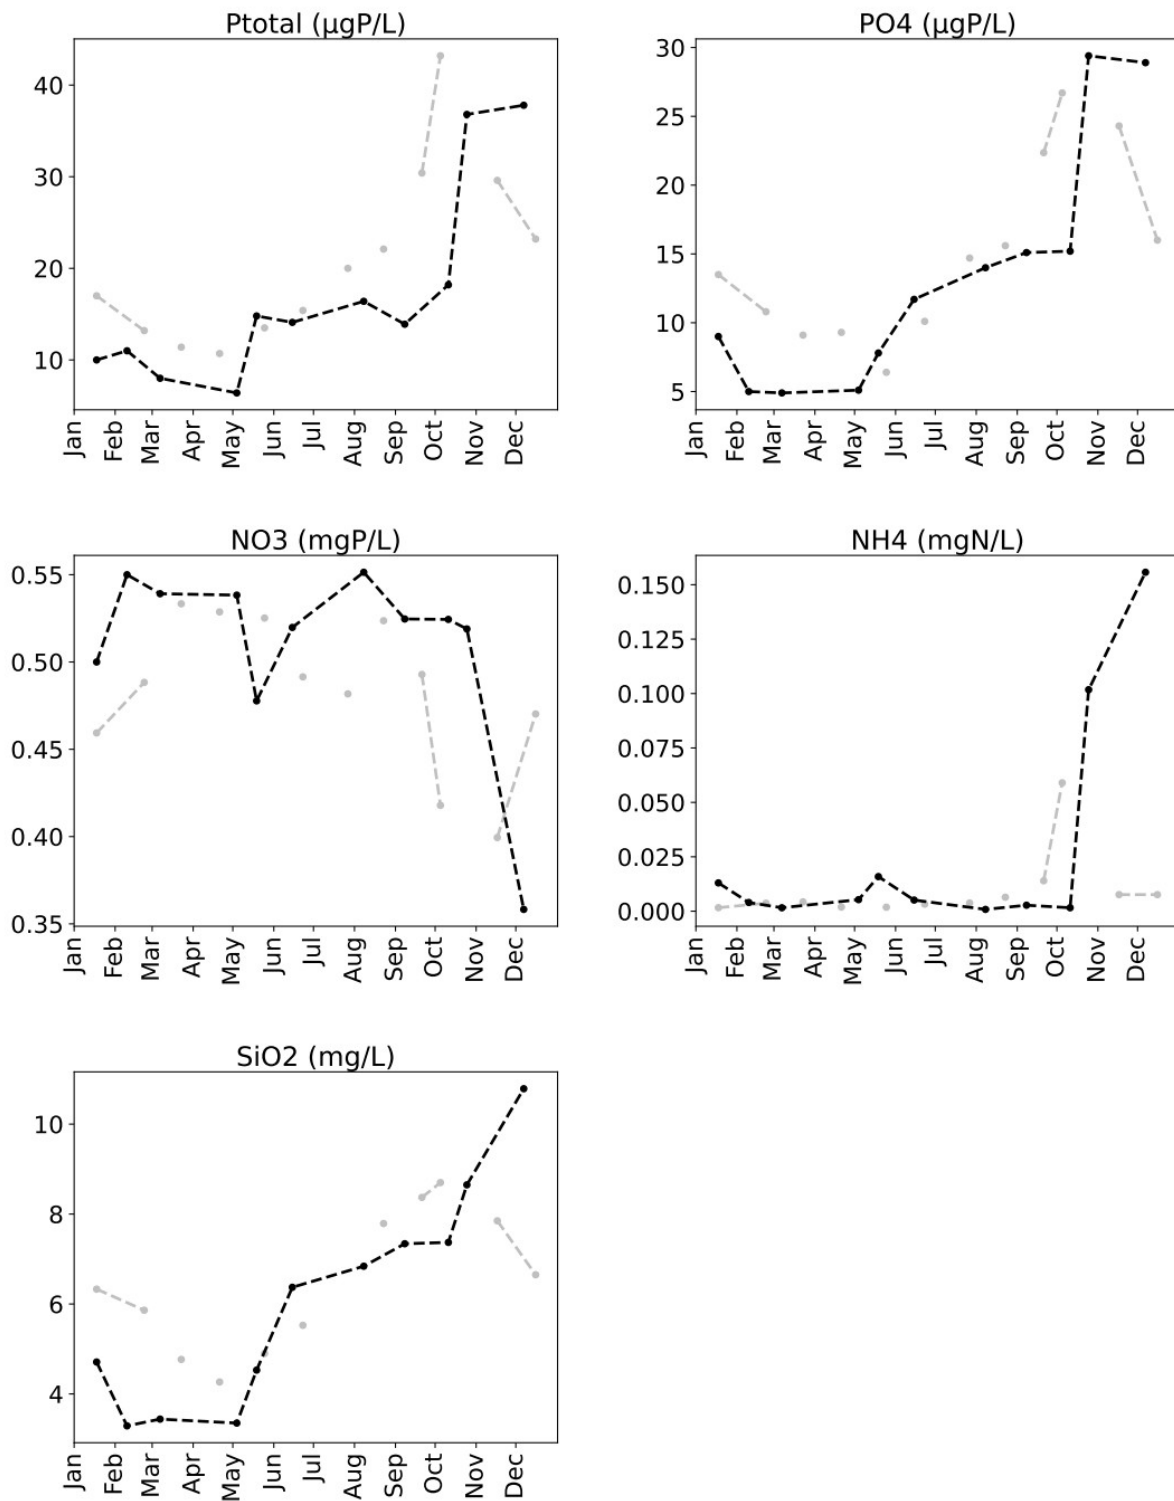 Ptotal (µgP/L)
40
30
20
10
Jan Feb Mar Apr May Jun Jul Aug Sep Oct Nov Dec
PO4 (µgP/L)
30
25
20
15
10
5
Jan Feb Mar Apr May Jun Jul Aug Sep Oct Nov Dec
NO3 (mgP/L)
0.55
0.50
0.45
0.40
0.35
Jan Feb Mar Apr May Jun Jul Aug Sep Oct Nov Dec
NH4 (mgN/L)
0.150
0.125
0.100
0.075
0.050
0.025
0.000
Jan Feb Mar Apr May Jun Jul Aug Sep Oct Nov Dec
SiO2 (mg/L)
10
8
6
4
Jan Feb Mar Apr May Jun Jul Aug Sep Oct Nov Dec